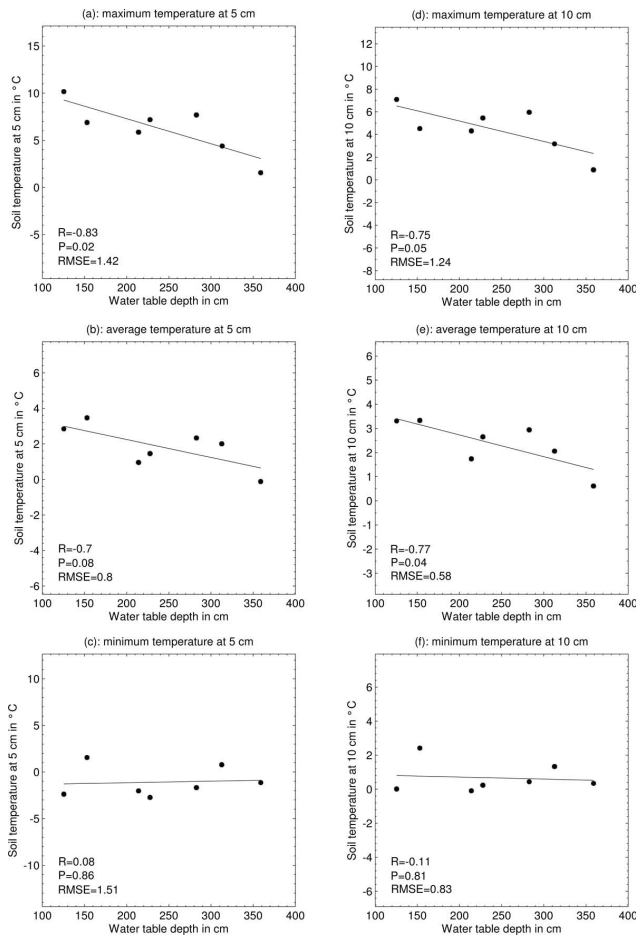 (a): maximum temperature at 5 cm
Soil temperature at 5 cm in °C
15
10
5
0
-5
R=-0.83
P=0.02
RMSE=1.42
100 150 200 250 300 350 400
Water table depth in cm
(d): maximum temperature at 10 cm
Soil temperature at 10 cm in °C
12
10
8
6
4
2
0
-2
-4
-6
-8
R=-0.75
P=0.05
RMSE=1.24
100 150 200 250 300 350 400
Water table depth in cm
(b): average temperature at 5 cm
Soil temperature at 5 cm in °C
6
4
2
0
-2
-4
-6
R=-0.7
P=0.08
RMSE=0.8
100 150 200 250 300 350 400
Water table depth in cm
(e): average temperature at 10 cm
Soil temperature at 10 cm in °C
6
5
4
3
2
1
0
-1
-2
-3
R=-0.77
P=0.04
RMSE=0.58
100 150 200 250 300 350 400
Water table depth in cm
(c): minimum temperature at 5 cm
Soil temperature at 5 cm in °C
10
5
0
-5
-10
R=0.08
P=0.86
RMSE=1.51
100 150 200 250 300 350 400
Water table depth in cm
(f): minimum temperature at 10 cm
Soil temperature at 10 cm in °C
6
4
2
0
-2
-4
-6
R=-0.11
P=0.81
RMSE=0.83
100 150 200 250 300 350 400
Water table depth in cm